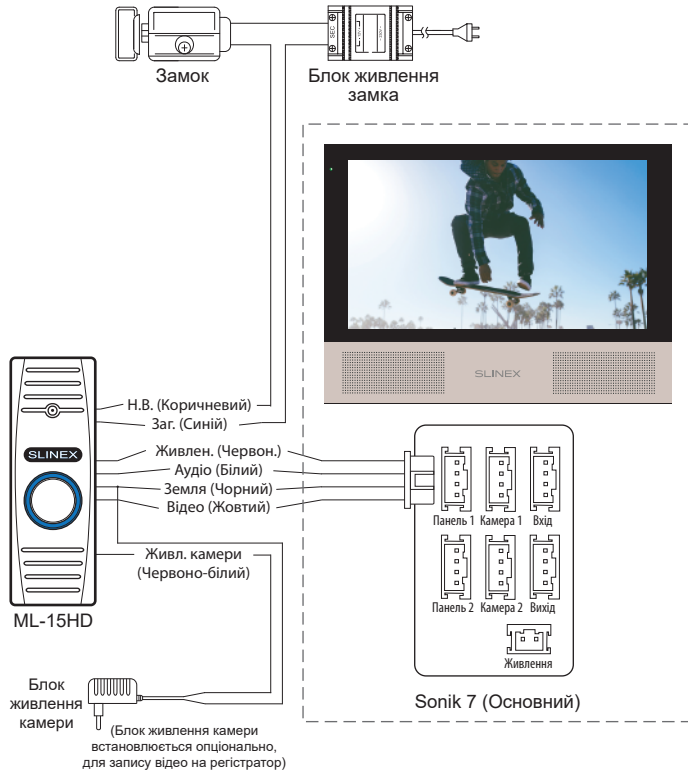 Замок
Блок живлення
замка
SEC
SLINEX
Н.В. (Коричневий)
Заг. (Синій)
Живлен. (Червон.)
Аудіо (Білий)
Земля (Чорний)
Відео (Жовтий)
Живл. камери
(Червоно-білий)
SLINEX
ML-15HD
Панель 1 Камера 1 Вхід
Панель 2 Камера 2 Вихід
Живлення
Sonik 7 (Основний)
Блок
живлення
камери
(Блок живлення камери
встановлюється опціонально,
для запису відео на регістратор)